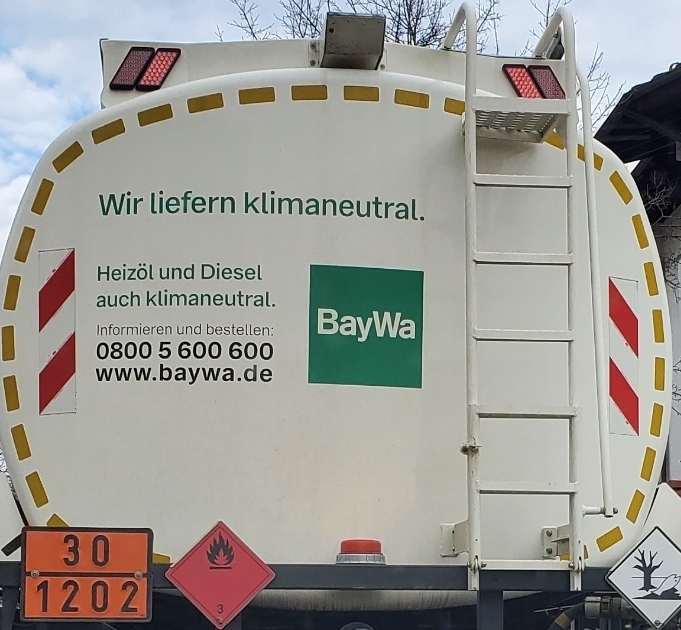 Wir liefern klimaneutral.
Heizöl und Diesel
auch klimaneutral.
Informieren und bestellen:
0800 5 600 600
www.baywa.de
BayWa
30
1202
3